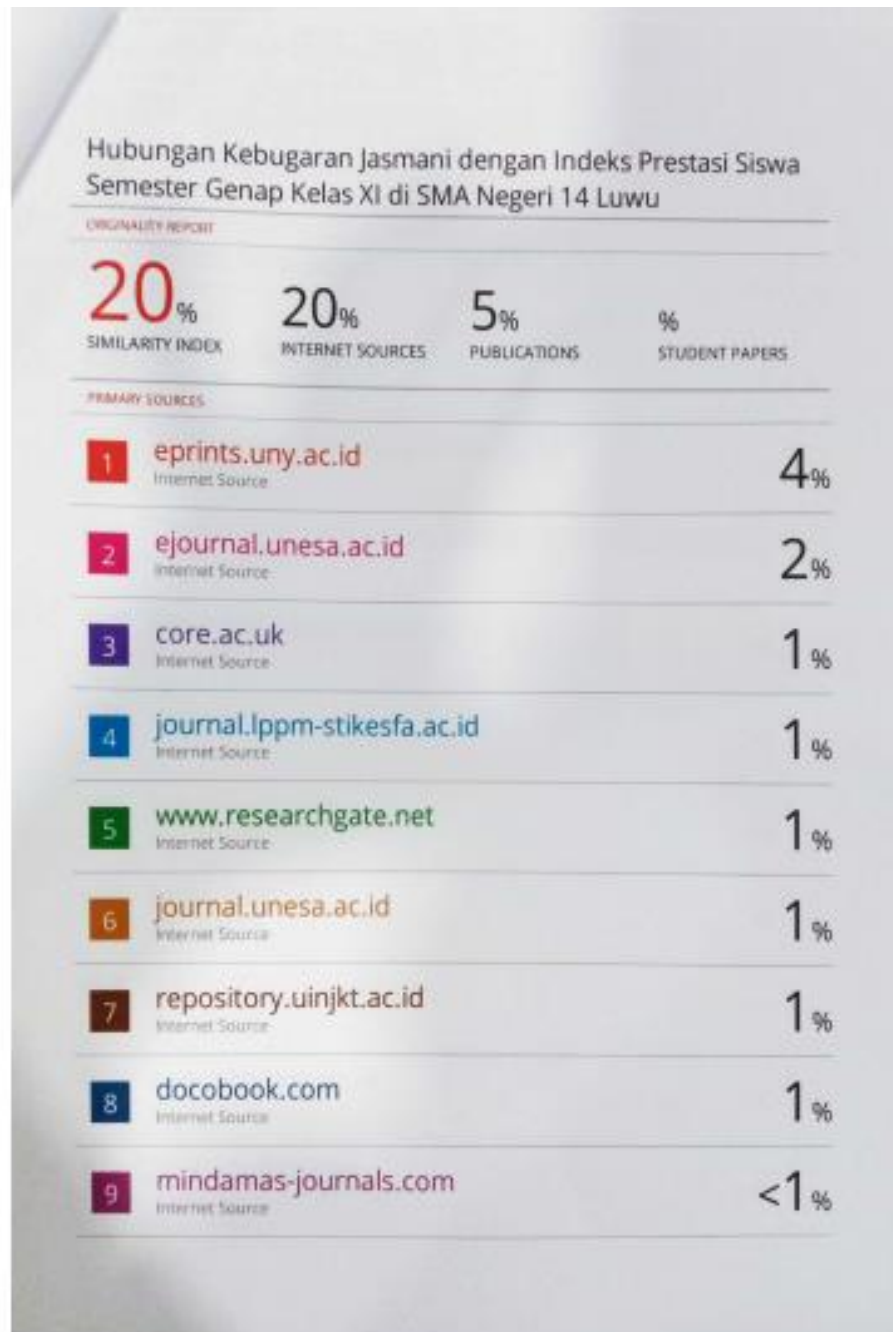 Hubungan Kebugaran Jasmani dengan Indeks Prestasi Siswa
Semester Genap Kelas XI di SMA Negeri 14 Luwu
ORIGINALITY REPORT
20% 20% 5% %
SIMILARITY INDEX INTERNET SOURCES PUBLICATIONS STUDENT PAPERS
PRIMARY SOURCES
1 eprints.uny.ac.id 4%
Internet Source
2 ejournal.unesa.ac.id 2%
Internet Source
3 core.ac.uk 1%
Internet Source
4 journal.lppm-stikesfa.ac.id 1%
Internet Source
5 www.researchgate.net 1%
Internet Source
6 journal.unesa.ac.id 1%
Internet Source
7 repository.uinjkt.ac.id 1%
Internet Source
8 docobook.com 1%
Internet Source
9 mindamas-journals.com <1%
Internet Source